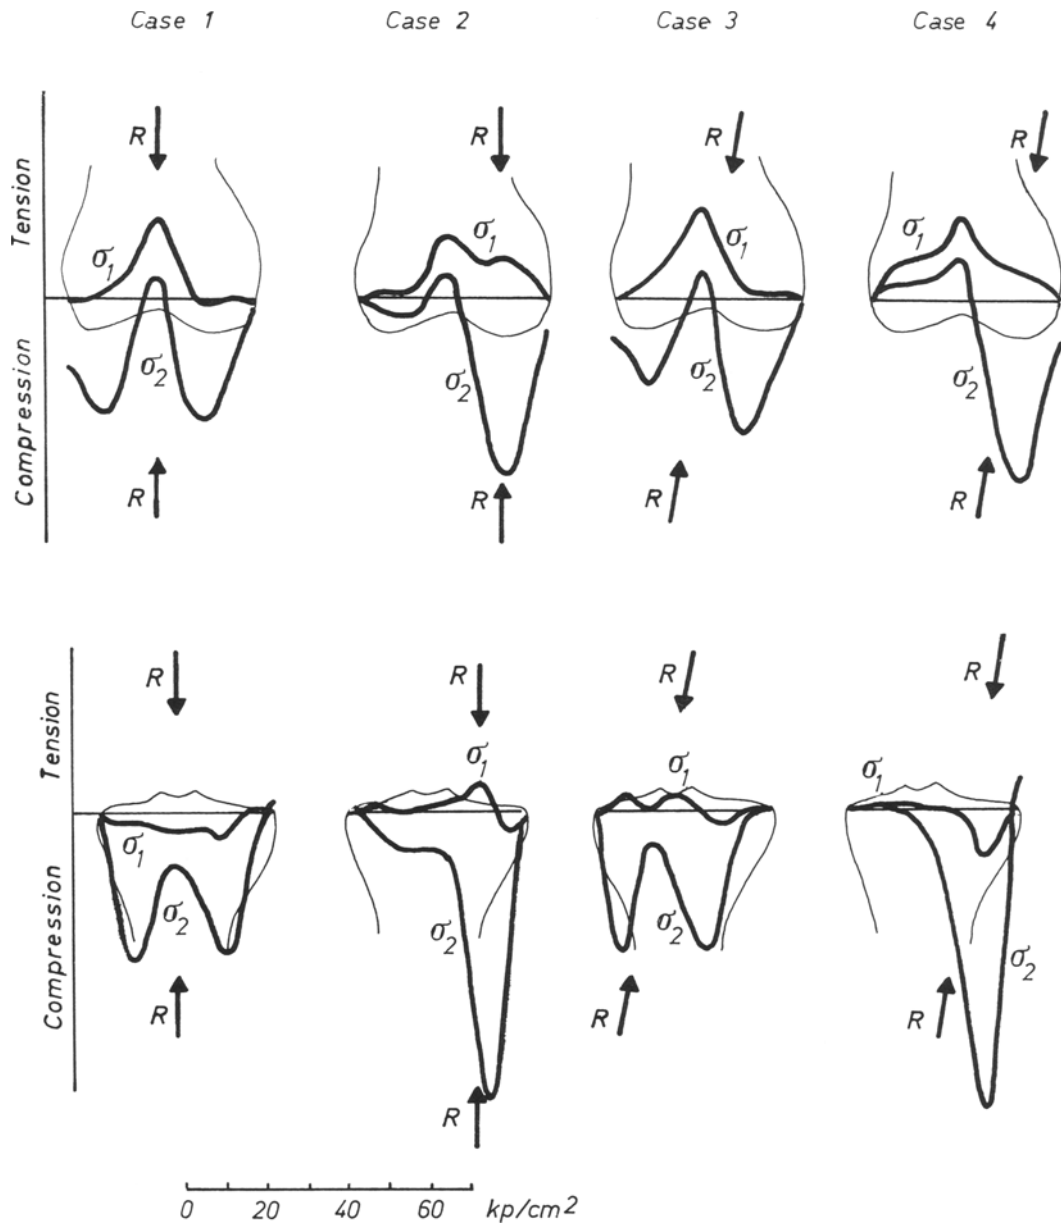 Case 1 Case 2 Case 3 Case 4
Tension
Compression
R R R R
σ1 σ1 σ1 σ1
σ2 σ2 σ2 σ2
R R R R
Tension
Compression
R R R R
σ1 σ1 σ1 σ1
σ2 σ2 σ2 σ2
R R R R
0 20 40 60 kp/cm2